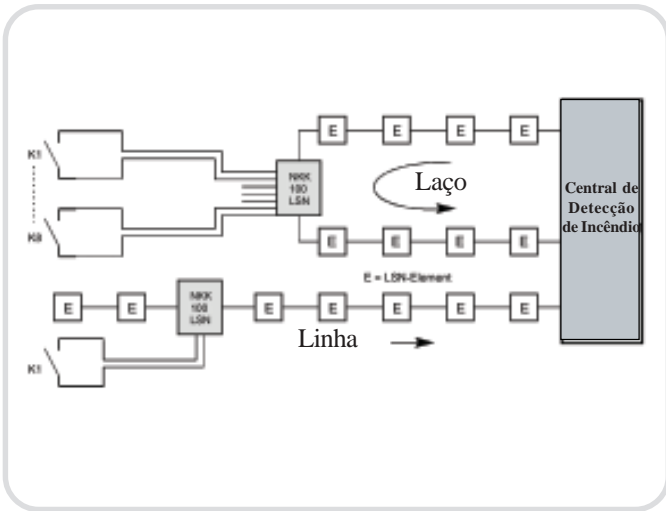 E E E E
K1
NKK
100
LSN
Laço
Central de
Detecção
de Incêndio
K8
E E E E
E = LSN-Element
E E
NKK
100
LSN
E E E E E
Linha
K1